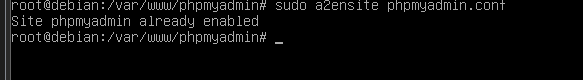 root@debian:/var/www/phpmyadmin# sudo a2ensite phpmyadmin.conf
Site phpmyadmin already enabled
root@debian:/var/www/phpmyadmin# _